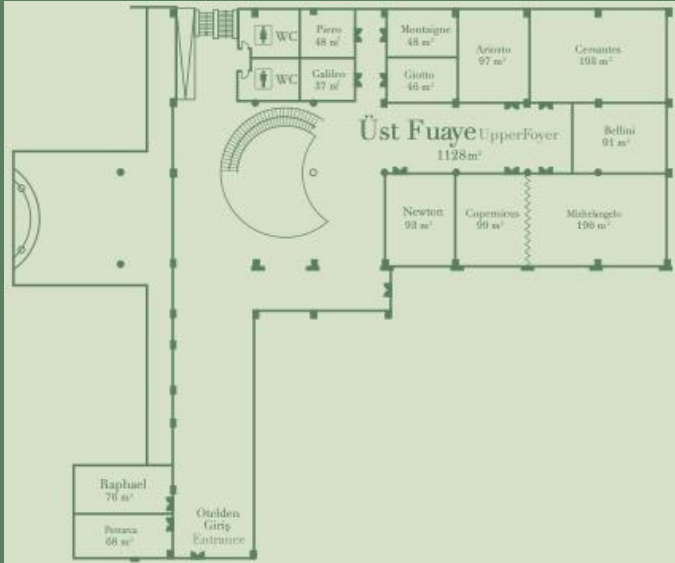 WC
Piero
48 m²
Montaigne
48 m²
Ariosto
97 m²
Cervantes
193 m²
WC
Galileo
37 m²
Giotto
46 m²
Üst Fuaye UpperFoyer
1128m²
Bellini
91 m²
Newton
93 m²
Copernicus
99 m²
Michelangelo
196 m²
Raphael
76 m²
Petrarca
68 m²
Otelden
Giriş
Entrance